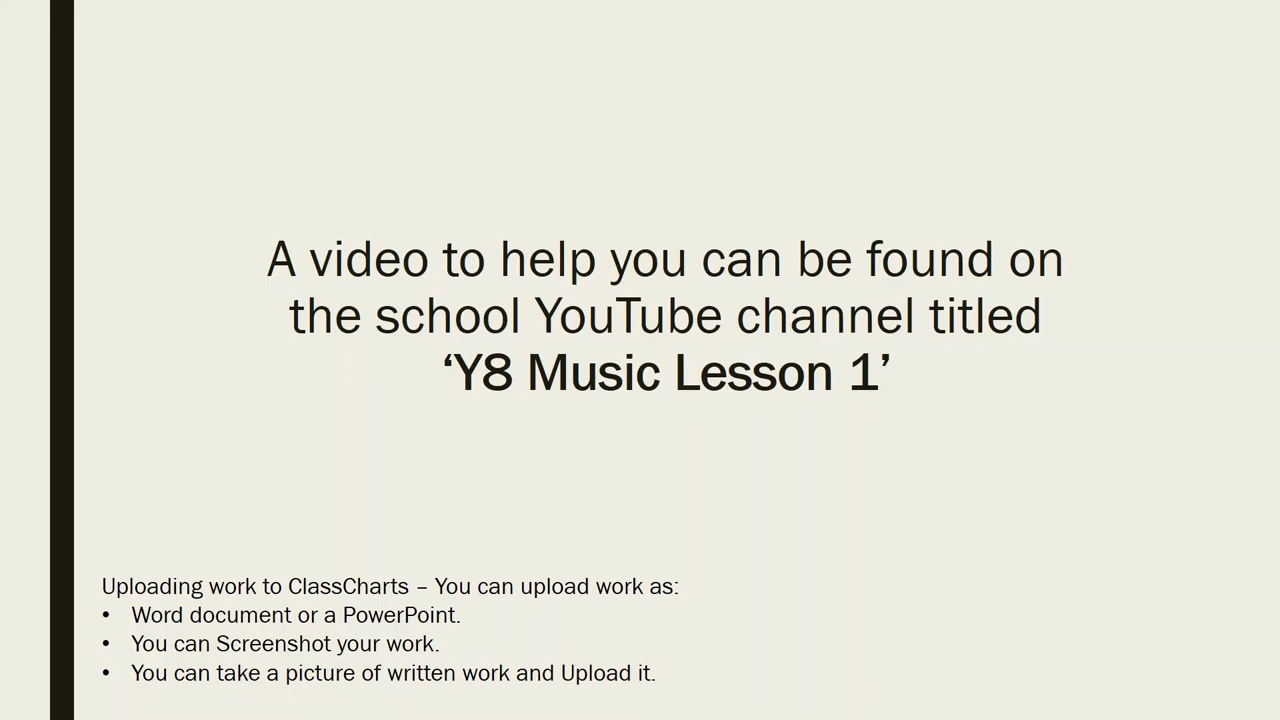 A video to help you can be found on
the school YouTube channel titled
‘Y8 Music Lesson 1’
Uploading work to ClassCharts – You can upload work as:
• Word document or a PowerPoint.
• You can Screenshot your work.
• You can take a picture of written work and Upload it.